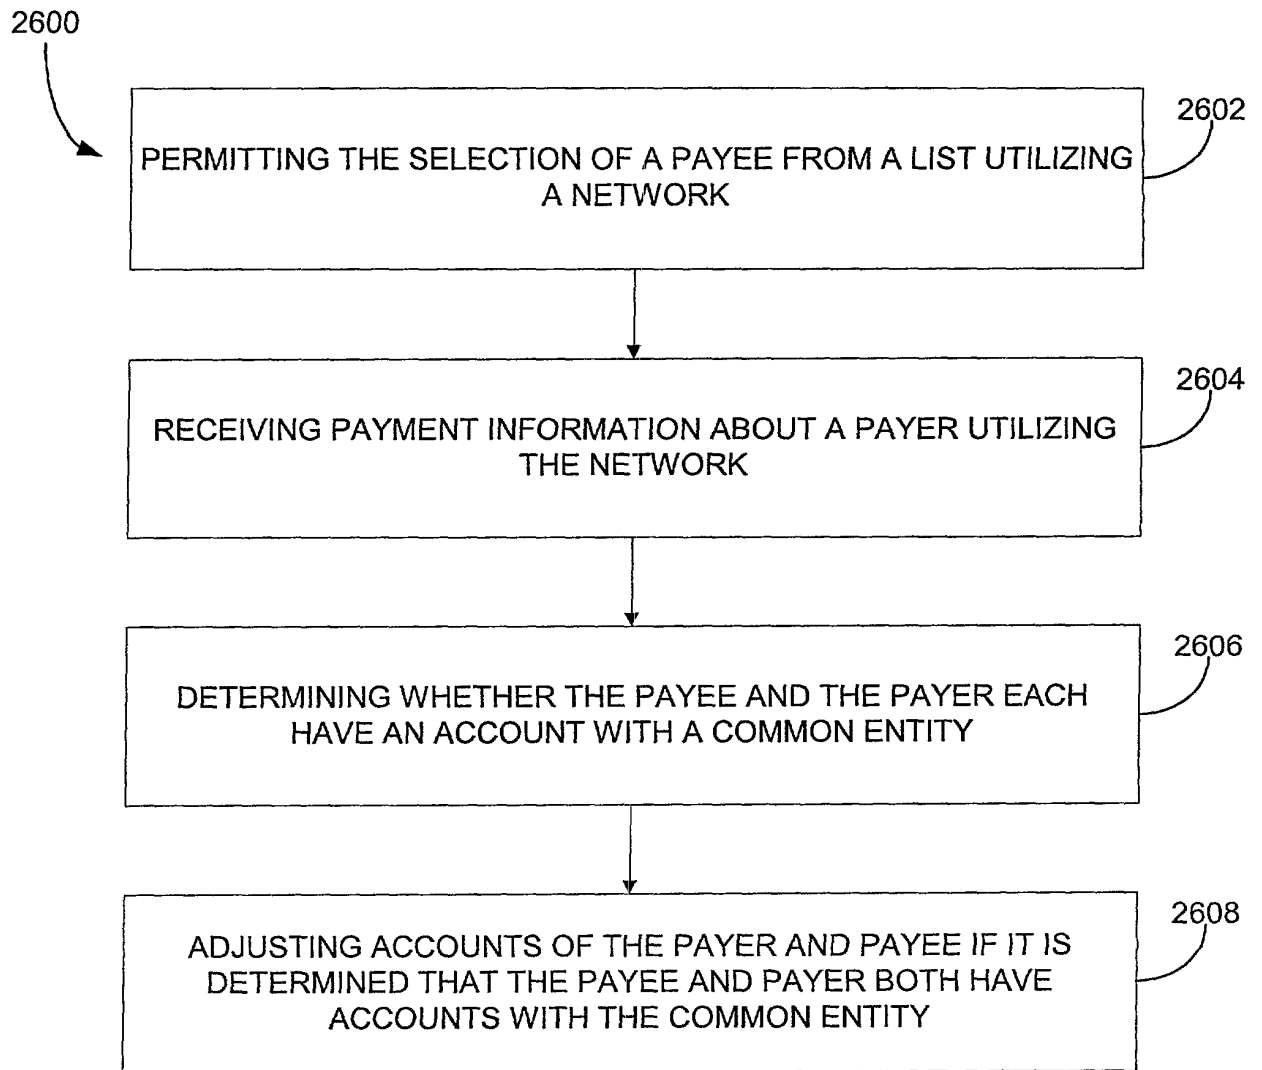 2600
2602
PERMITTING THE SELECTION OF A PAYEE FROM A LIST UTILIZING
A NETWORK
2604
RECEIVING PAYMENT INFORMATION ABOUT A PAYER UTILIZING
THE NETWORK
2606
DETERMINING WHETHER THE PAYEE AND THE PAYER EACH
HAVE AN ACCOUNT WITH A COMMON ENTITY
2608
ADJUSTING ACCOUNTS OF THE PAYER AND PAYEE IF IT IS
DETERMINED THAT THE PAYEE AND PAYER BOTH HAVE
ACCOUNTS WITH THE COMMON ENTITY